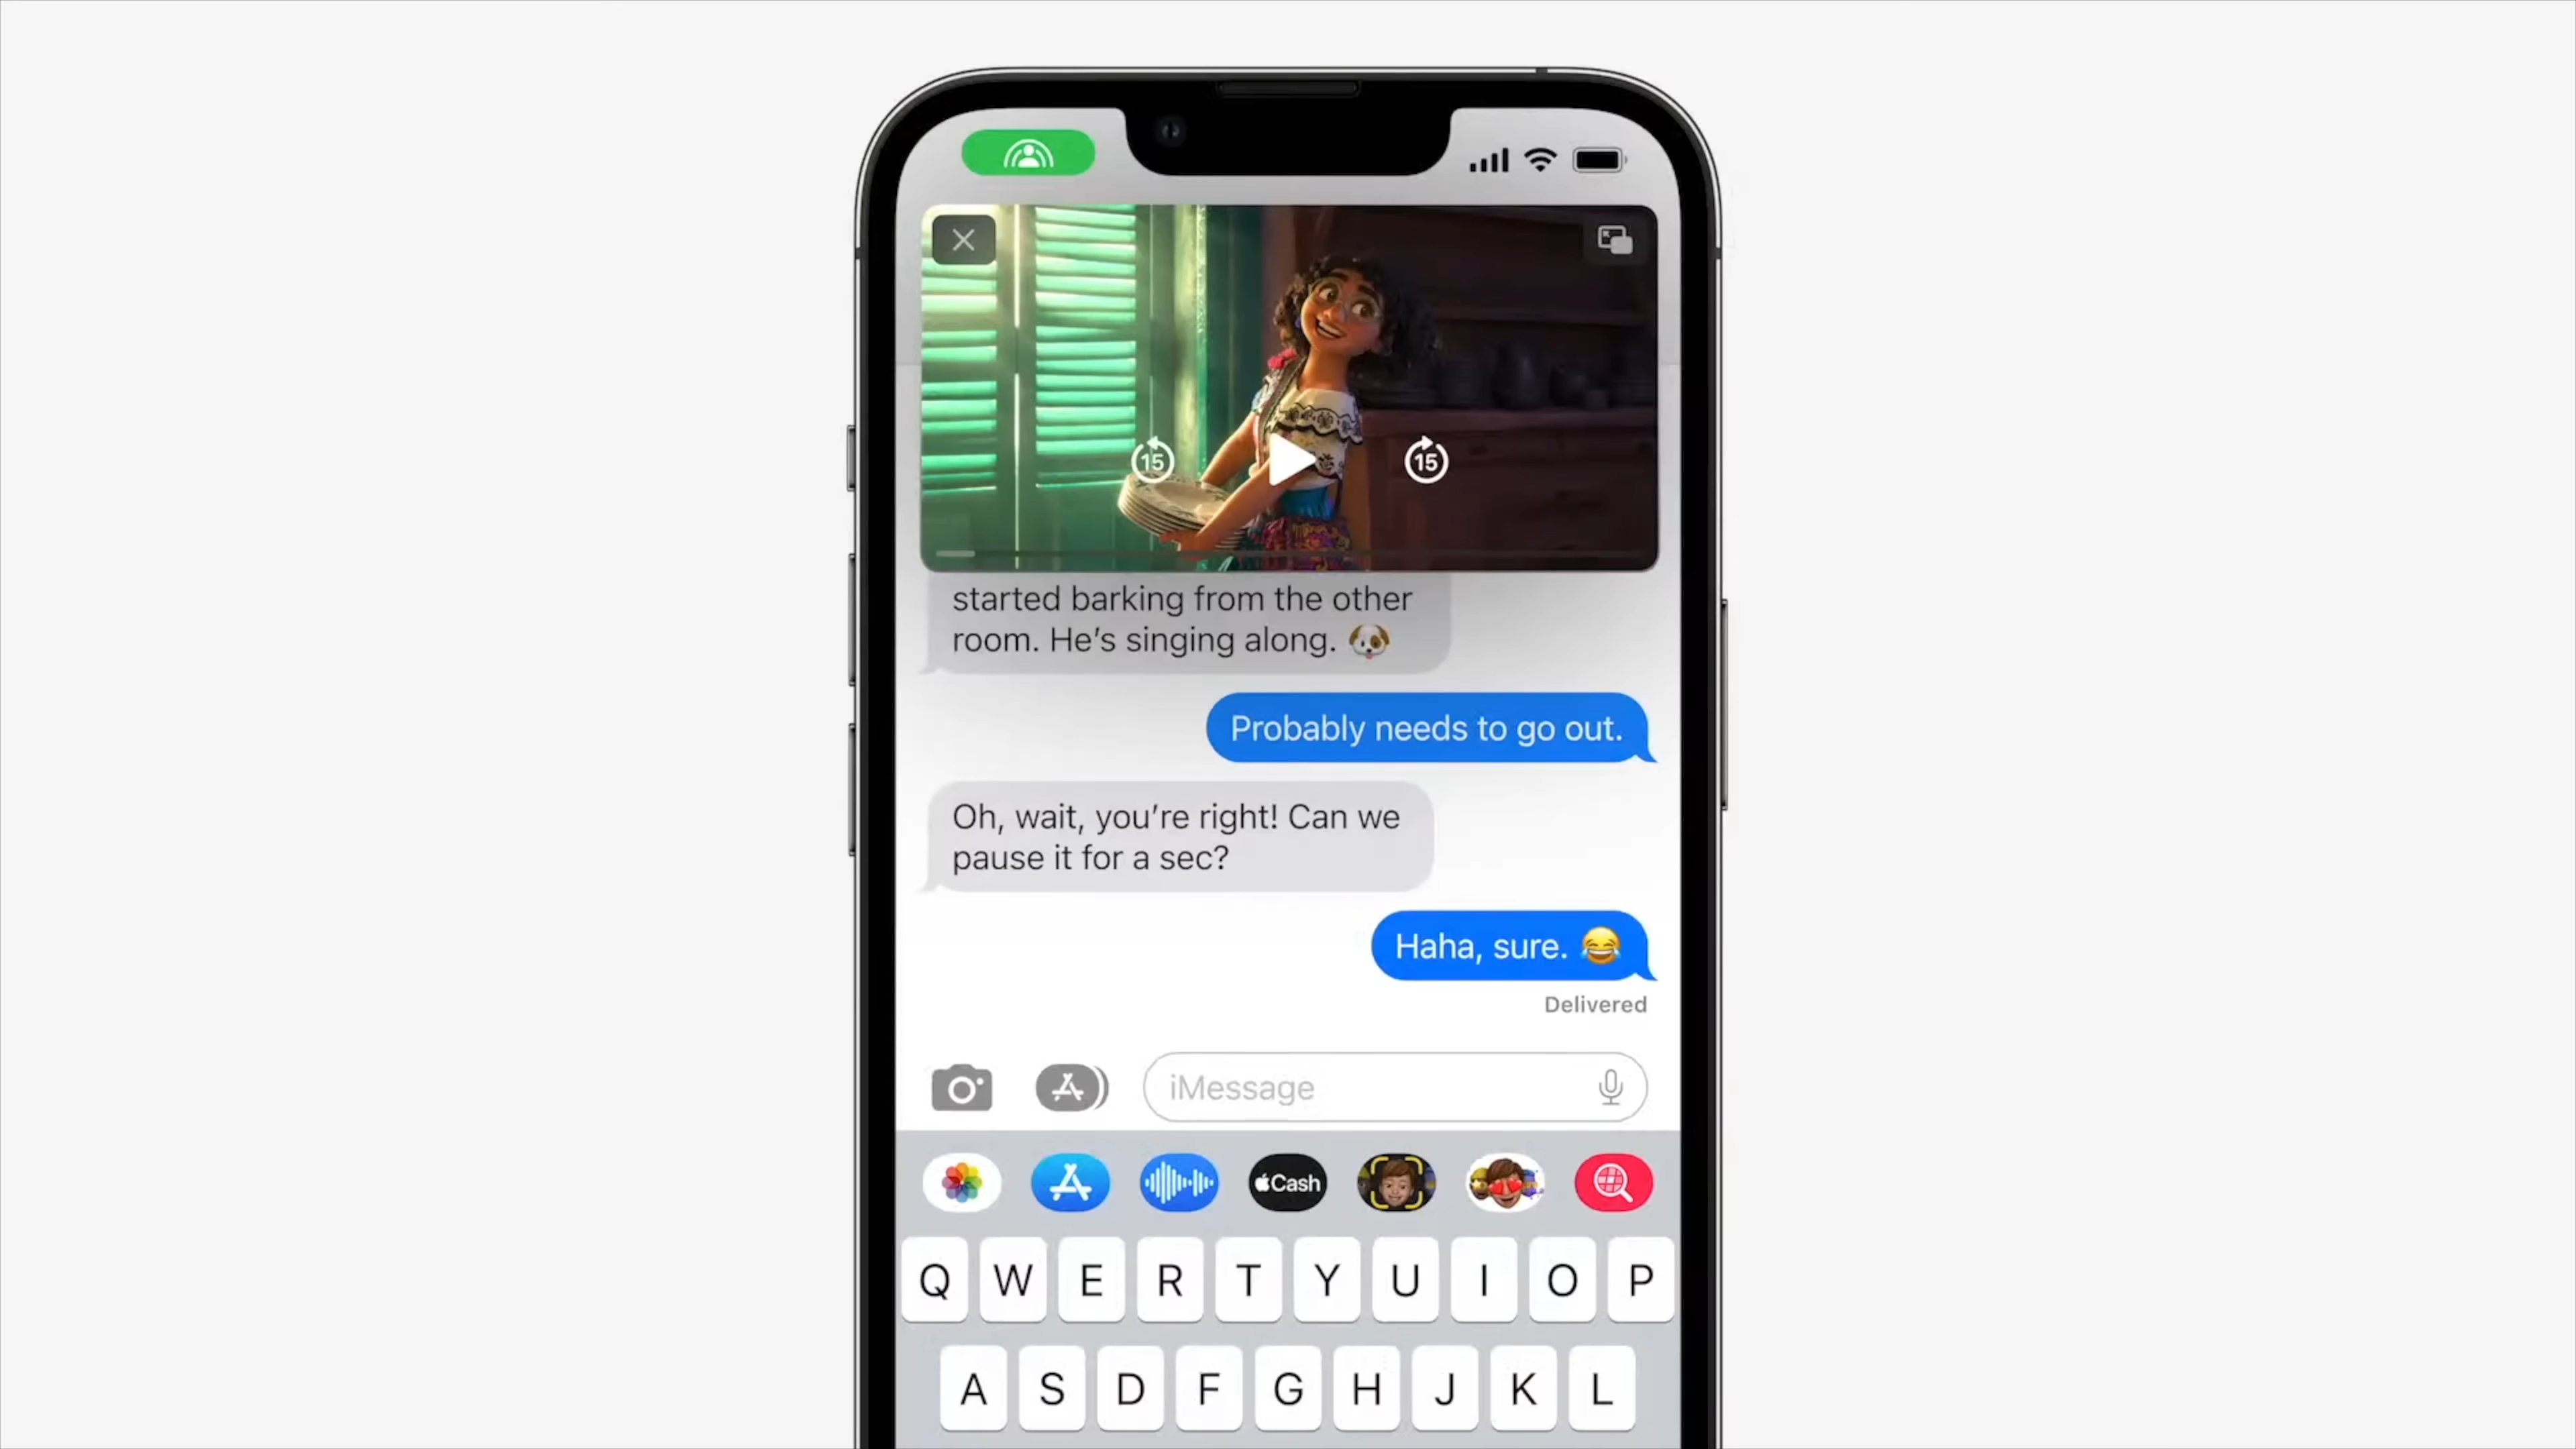 15 15
started barking from the other
room. He's singing along. 🐶
Probably needs to go out.
Oh, wait, you're right! Can we
pause it for a sec?
Haha, sure. 😂
Delivered
iMessage
Cash
Q W E R T Y U I O P
A S D F G H J K L